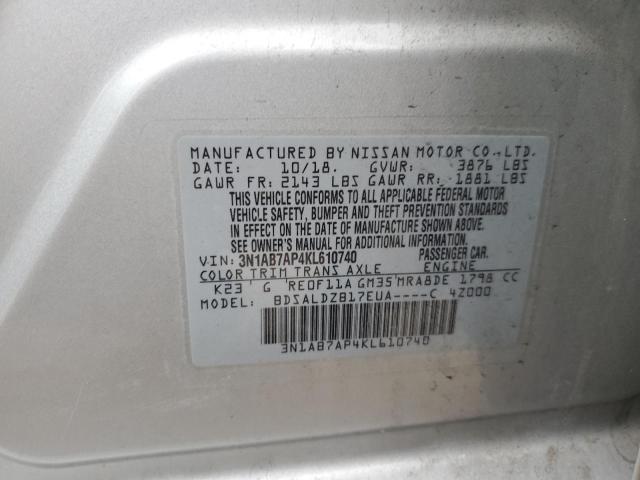 MANUFACTURED BY NISSAN MOTOR CO.,LTD.
DATE: 10/18. GVWR: 3876 LBS
GAWR FR: 2143 LBS GAWR RR: 1881 LBS
THIS VEHICLE CONFORMS TO ALL APPLICABLE FEDERAL MOTOR
VEHICLE SAFETY, BUMPER AND THEFT PREVENTION STANDARDS
IN EFFECT ON THE DATE OF MANUFACTURE SHOWN ABOVE.
SEE OWNER'S MANUAL FOR ADDITIONAL INFORMATION.
VIN: 3N1AB7AP4KL610740 PASSENGER CAR.
COLOR TRIM TRANS AXLE ENGINE
K23 G RE0F11A GM35 MRA8DE 1798 CC
MODEL: BDSALDZB17EUA----C 4Z000
3N1AB7AP4KL610740